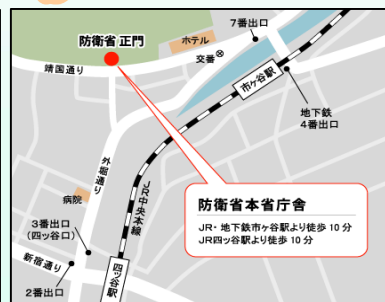 7番出口
防衛省 正門
ホテル
交番
靖国通り
市ヶ谷駅
地下鉄
4番出口
外堀通り
病院
JR中央本線
防衛省本省庁舎
JR・地下鉄市ヶ谷駅より徒歩 10 分
JR四ッ谷駅より徒歩 10 分
3番出口
(四ッ谷口)
新宿通り
四ッ谷駅
2番出口